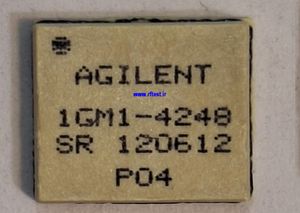 AGILENT
www.rftest.ir
1GM1-4248
SR 120612
P04